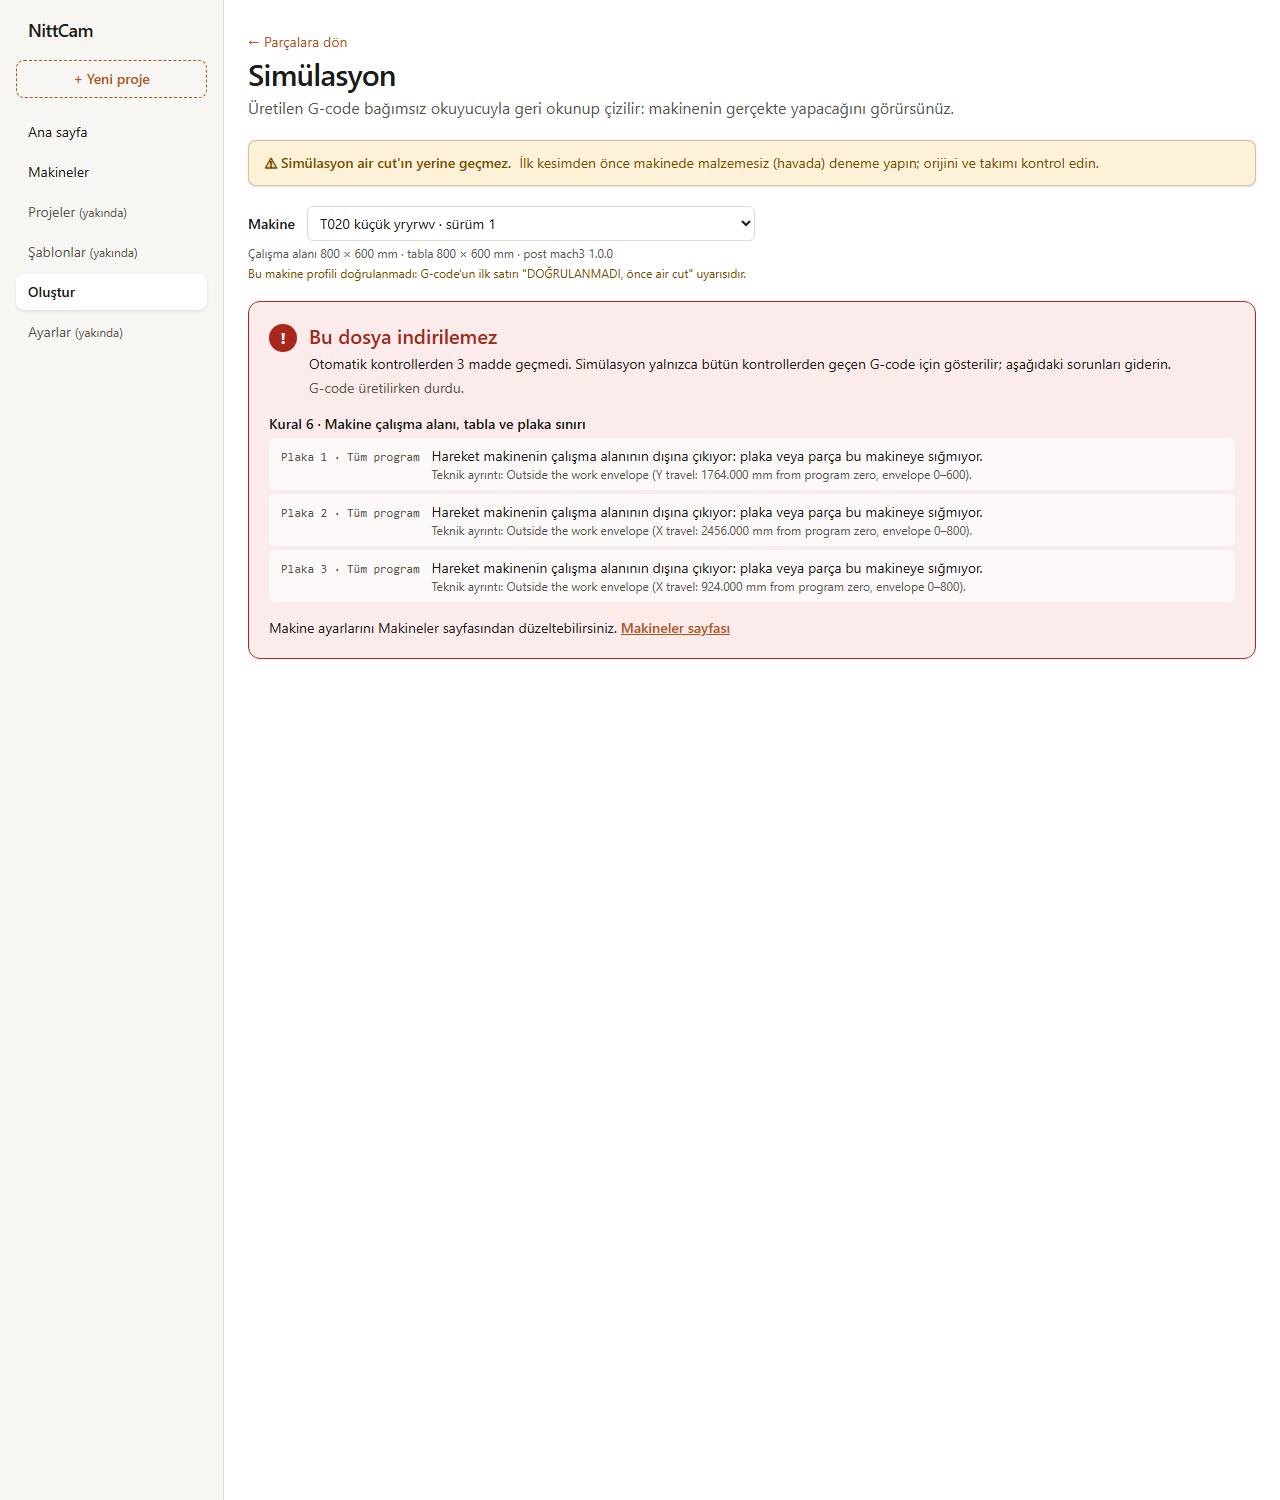 NittCam
+ Yeni proje
Ana sayfa
Makineler
Projeler (yakında)
Şablonlar (yakında)
Oluştur
Ayarlar (yakında)
← Parçalara dön
Simülasyon
Üretilen G-code bağımsız okuyucuyla geri okunup çizilir: makinenin gerçekte yapacağını görürsünüz.
⚠ Simülasyon air cut'ın yerine geçmez. İlk kesimden önce makinede malzemesiz (havada) deneme yapın; orijini ve takımı kontrol edin.
Makine T020 küçük yryrwv · sürüm 1
Çalışma alanı 800 × 600 mm · tabla 800 × 600 mm · post mach3 1.0.0
Bu makine profili doğrulanmadı: G-code'un ilk satırı "DOĞRULANMADI, önce air cut" uyarısıdır.
! Bu dosya indirilemez
Otomatik kontrollerden 3 madde geçmedi. Simülasyon yalnızca bütün kontrollerden geçen G-code için gösterilir; aşağıdaki sorunları giderin.
G-code üretilirken durdu.
Kural 6 · Makine çalışma alanı, tabla ve plaka sınırı
Plaka 1 · Tüm program Hareket makinenin çalışma alanının dışına çıkıyor: plaka veya parça bu makineye sığmıyor.
Teknik ayrıntı: Outside the work envelope (Y travel: 1764.000 mm from program zero, envelope 0–600).
Plaka 2 · Tüm program Hareket makinenin çalışma alanının dışına çıkıyor: plaka veya parça bu makineye sığmıyor.
Teknik ayrıntı: Outside the work envelope (X travel: 2456.000 mm from program zero, envelope 0–800).
Plaka 3 · Tüm program Hareket makinenin çalışma alanının dışına çıkıyor: plaka veya parça bu makineye sığmıyor.
Teknik ayrıntı: Outside the work envelope (X travel: 924.000 mm from program zero, envelope 0–800).
Makine ayarlarını Makineler sayfasından düzeltebilirsiniz. Makineler sayfası